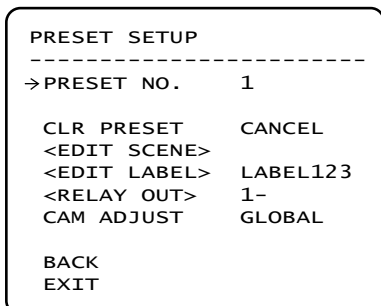 PRESET SETUP
------------------------
→PRESET NO. 1
CLR PRESET CANCEL
<EDIT SCENE>
<EDIT LABEL> LABEL123
<RELAY OUT> 1-
CAM ADJUST GLOBAL
BACK
EXIT